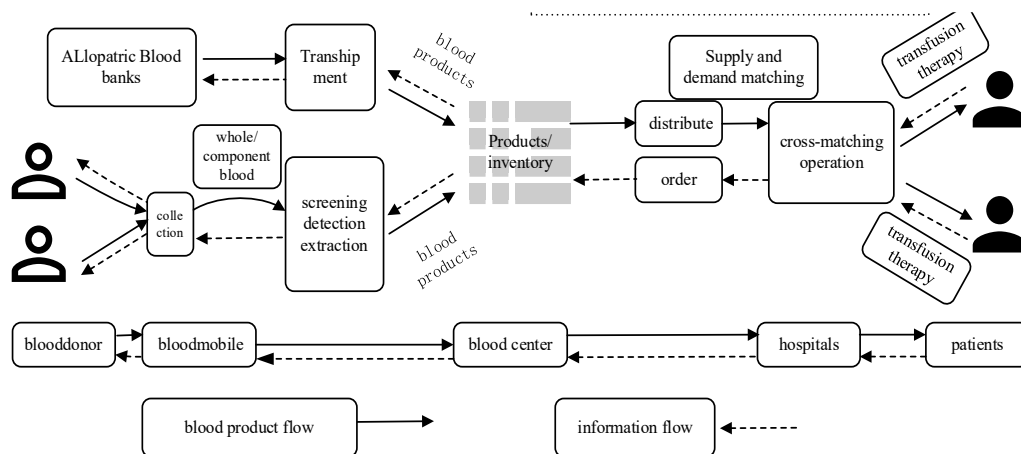 ALlopatric Blood
banks
Tranship
ment
blood
products
Supply and
demand matching
transfusion
therapy
whole/
component
blood
Products/
inventory
distribute
cross-matching
operation
order
colle
ction
screening
detection
extraction
blood
products
transfusion
therapy
blooddonor
bloodmobile
blood center
hospitals
patients
blood product flow
information flow